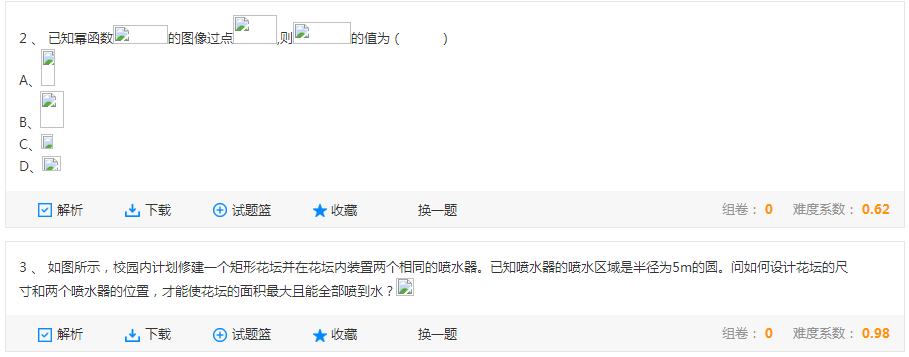 2 、 已知幂函数的图像过点,则的值为 (　　)
A、
B、
C、
D、
解析 下载 试题篮 收藏 换一题 组卷： 0 难度系数： 0.62
3 、 如图所示，校园内计划修建一个矩形花坛并在花坛内装置两个相同的喷水器。已知喷水器的喷水区域是半径为5m的圆。问如何设计花坛的尺
寸和两个喷水器的位置，才能使花坛的面积最大且能全部喷到水？
解析 下载 试题篮 收藏 换一题 组卷： 0 难度系数： 0.98